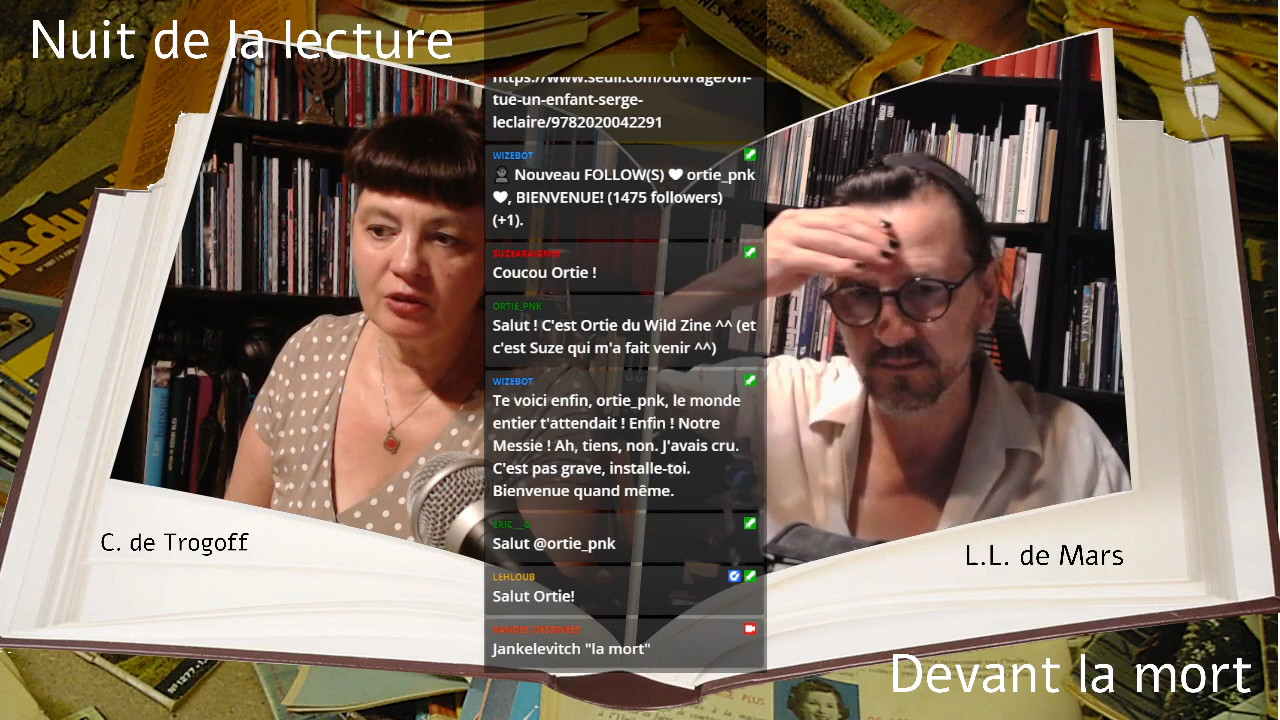 Nuit de la lecture
https://www.seuil.com/ouvrage/on-
tue-un-enfant-serge-
leclaire/9782020042291
WIZEBOT
Nouveau FOLLOW(S) ❤ ortie_pnk
❤, BIENVENUE! (1475 followers)
(+1).
Coucou Ortie !
ORTIE_PNK
Salut ! C'est Ortie du Wild Zine ^^ (et
c'est Suze qui m'a fait venir ^^)
WIZEBOT
Te voici enfin, ortie_pnk, le monde
entier t'attendait ! Enfin ! Notre
Messie ! Ah, tiens, non. J'avais cru.
C'est pas grave, installe-toi.
Bienvenue quand même.
Salut @ortie_pnk
LEHLOUB
Salut Ortie!
BANDES_DESSINEES
Jankelevitch "la mort"
C. de Trogoff
L.L. de Mars
Devant la mort